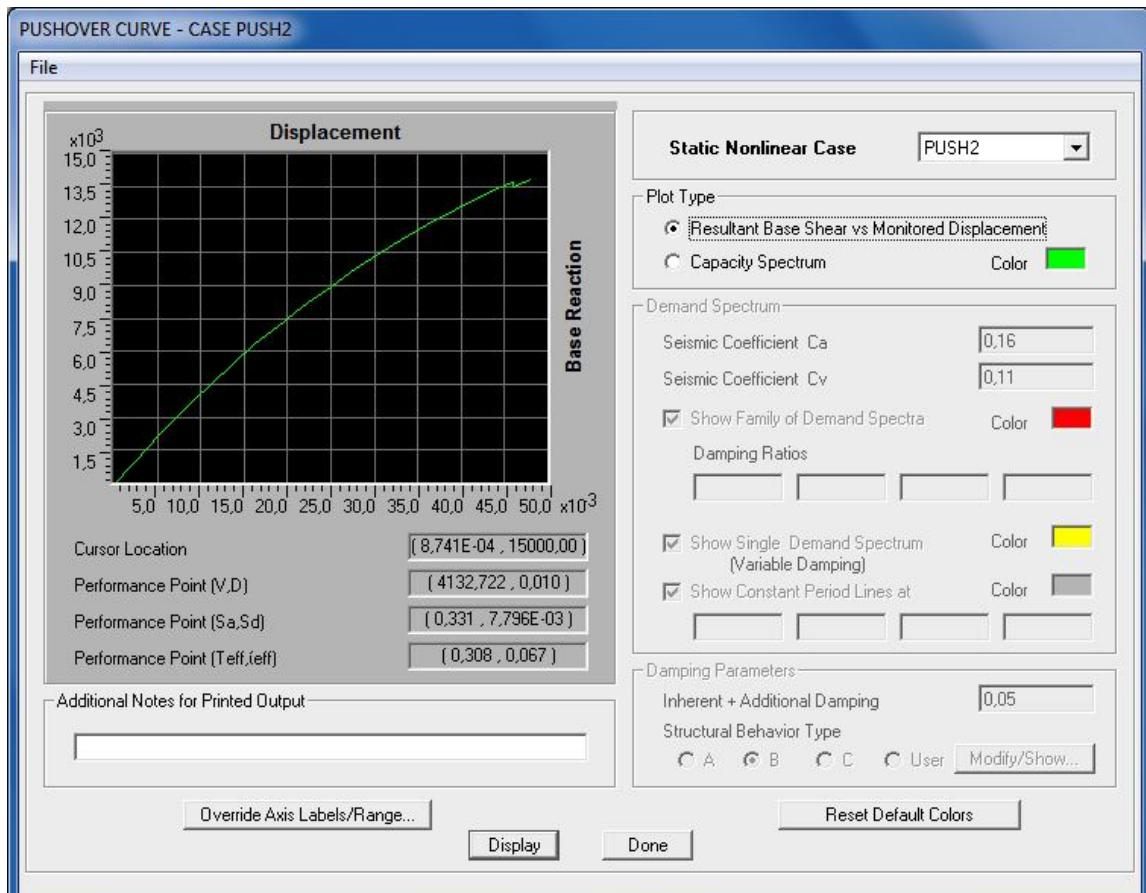 PUSHOVER CURVE - CASE PUSH2
File
Displacement
x10³
15,0
13,5
12,0
10,5
9,0
7,5
6,0
4,5
3,0
1,5
Base Reaction
5,0 10,0 15,0 20,0 25,0 30,0 35,0 40,0 45,0 50,0 x10⁻³
Cursor Location (8,741E-04 , 15000,00)
Performance Point (V,D) (4132,722 , 0,010)
Performance Point (Sa,Sd) (0,331 , 7,796E-03)
Performance Point (Teff,ίeff) (0,308 , 0,067)
Additional Notes for Printed Output
Override Axis Labels/Range...
Static Nonlinear Case PUSH2
Plot Type
Resultant Base Shear vs Monitored Displacement
Capacity Spectrum Color
Demand Spectrum
Seismic Coefficient Ca 0,16
Seismic Coefficient Cv 0,11
Show Family of Demand Spectra Color
Damping Ratios
Show Single Demand Spectrum Color
(Variable Damping)
Show Constant Period Lines at Color
Damping Parameters
Inherent + Additional Damping 0,05
Structural Behavior Type
A B C User Modify/Show...
Reset Default Colors
Display Done